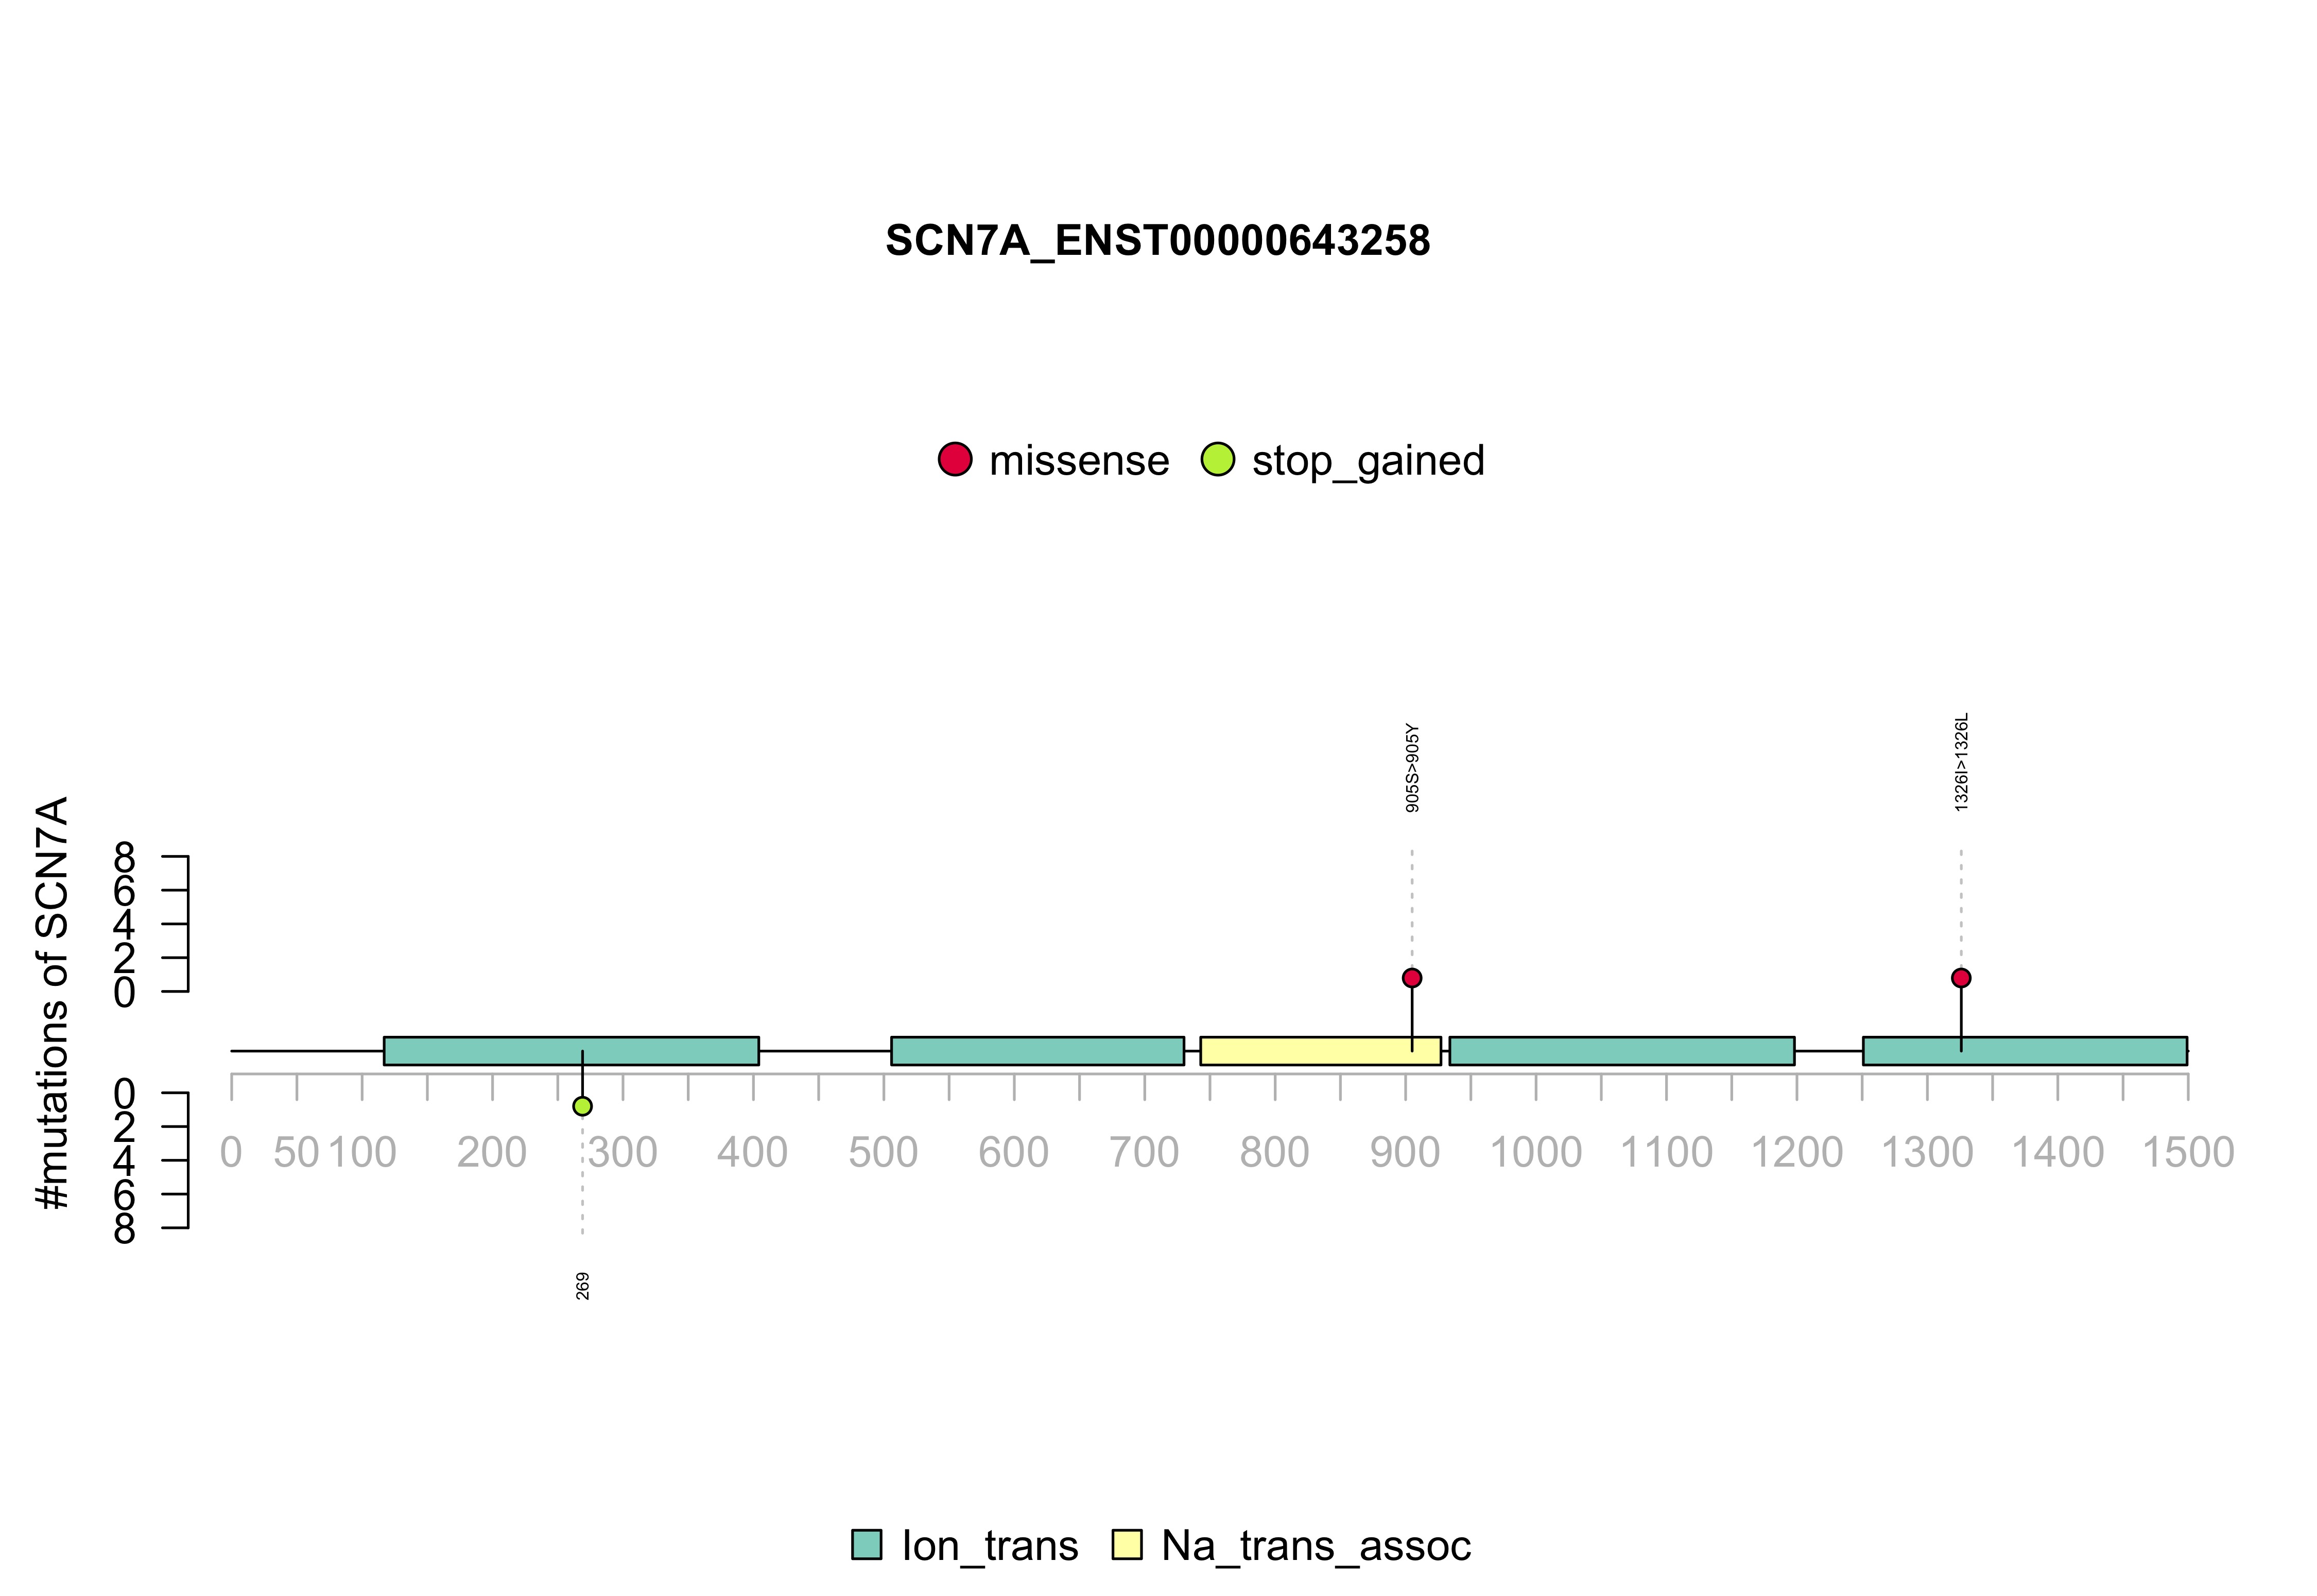 SCN7A_ENST00000643258
missense stop_gained
905S>905Y
1326I>1326L
#mutations of SCN7A
8
6
4
2
0
0
2
4
6
8
0 50 100 200 300 400 500 600 700 800 900 1000 1100 1200 1300 1400 1500
269
Ion_trans Na_trans_assoc